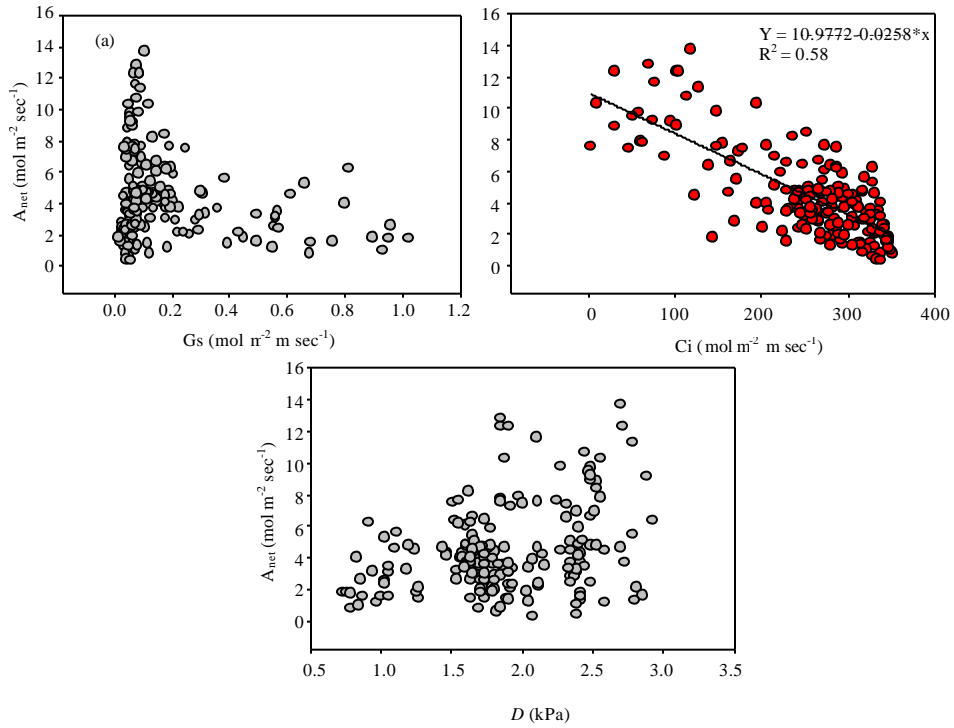 16
14
12
10
8
6
4
2
0
A_net (mol m⁻² sec⁻¹)
(a)
0.0 0.2 0.4 0.6 0.8 1.0 1.2
Gs (mol m⁻² m sec⁻¹)
16
14
12
10
8
6
4
2
0
Y = 10.9772-0.0258*x
R² = 0.58
0 100 200 300 400
Ci (mol m⁻² m sec⁻¹)
16
14
12
10
8
6
4
2
0
A_net (mol m⁻² sec⁻¹)
0.5 1.0 1.5 2.0 2.5 3.0 3.5
D (kPa)